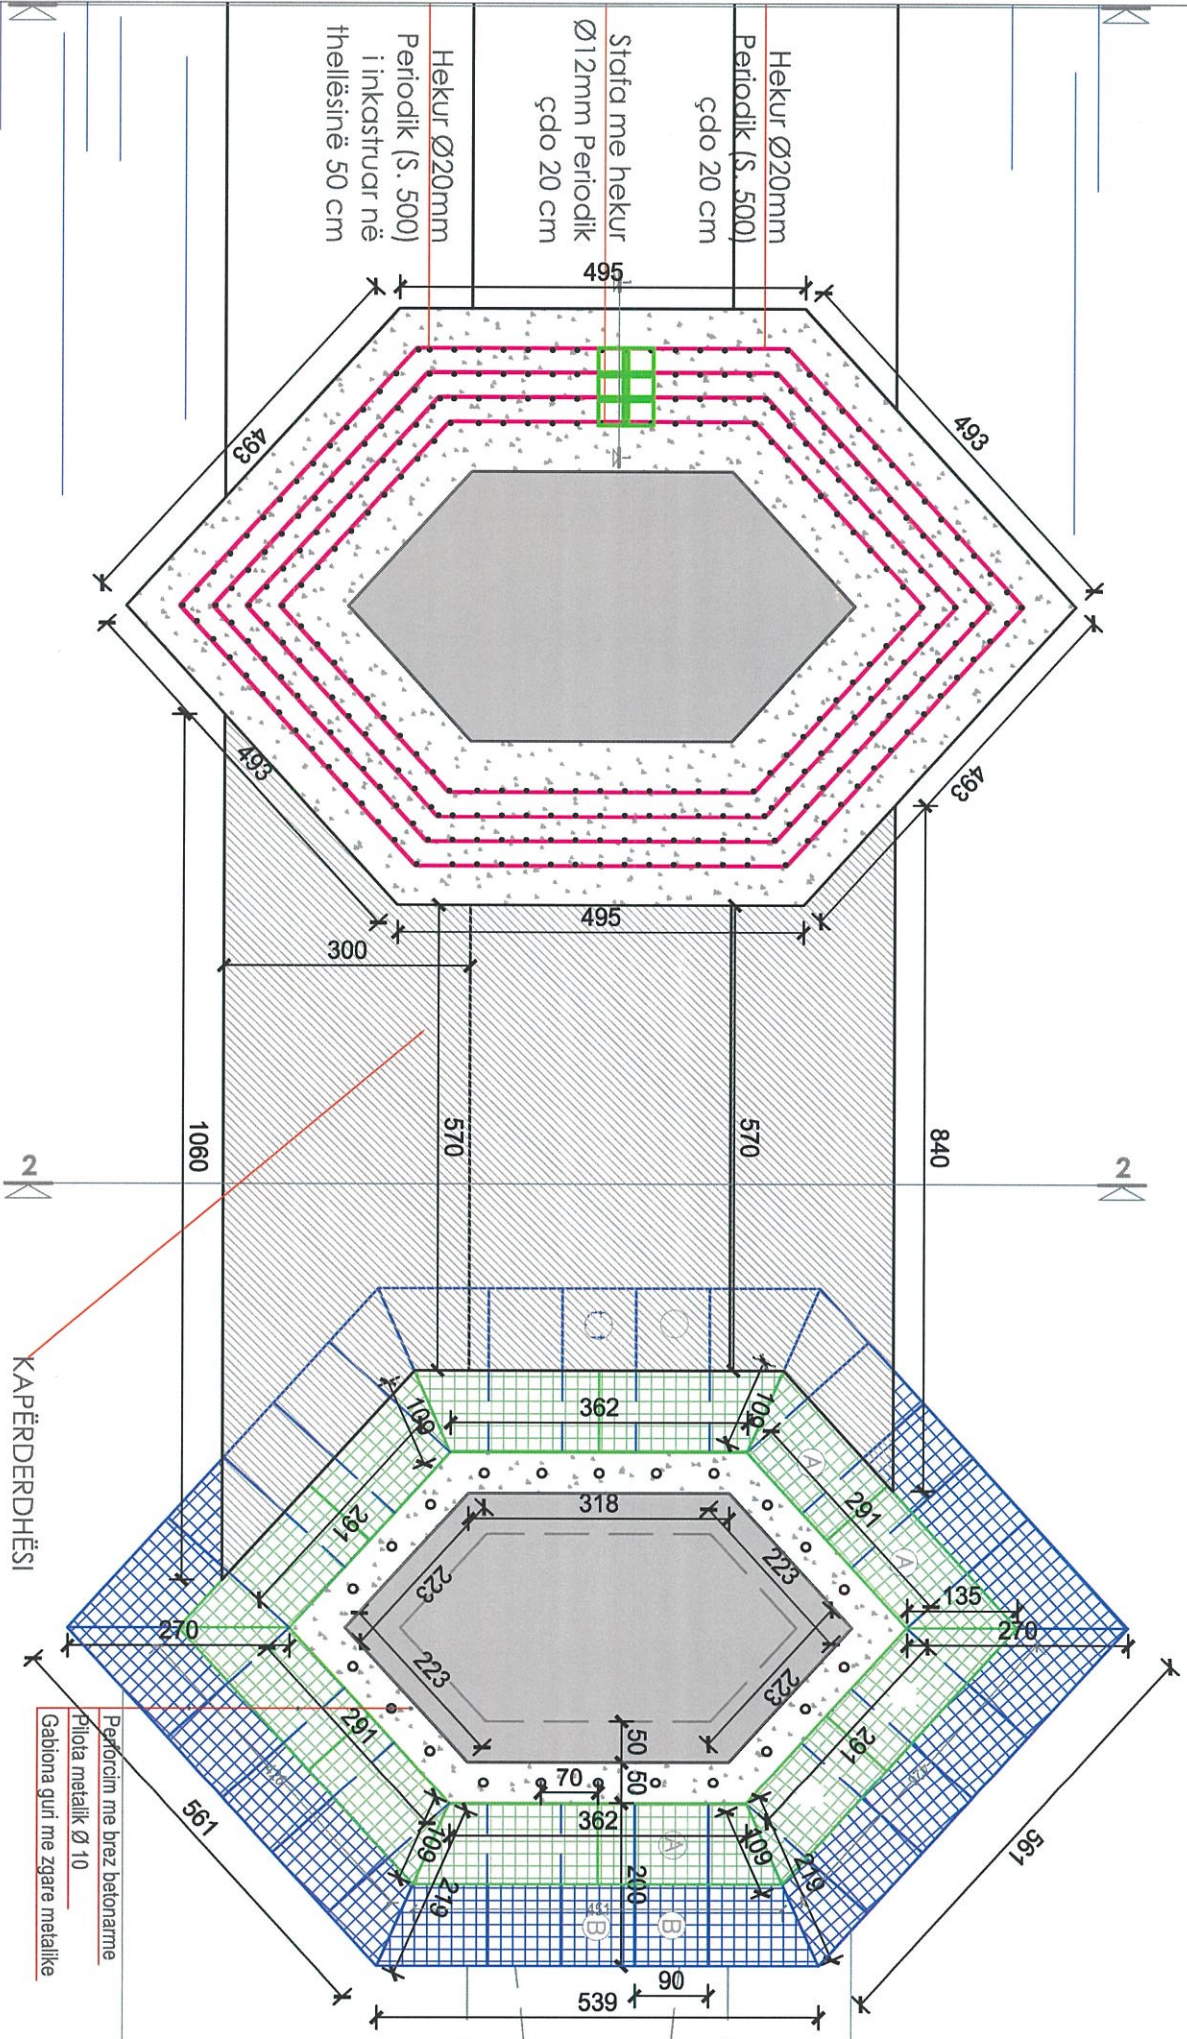 Hekur Ø20mm
Periodik (S. 500)
çdo 20 cm
Stafa me hekur
Ø12mm Periodik
çdo 20 cm
Hekur Ø20mm
Periodik (S. 500)
i inkastruar në
thellësinë 50 cm
495
1
1
493
493
493
493
495
300
570
570
840
1060
2
2
KAPËRDERDHËSI
109
362
109
A
A
291
291
318
223
223
223
223
135
270
270
291
291
50
50
70
362
109
109
219
219
A
200
451
B
B
90
539
561
561
Perforcim me brez betonarme
Pilota metalik Ø 10
Gabiona guri me zgare metalike